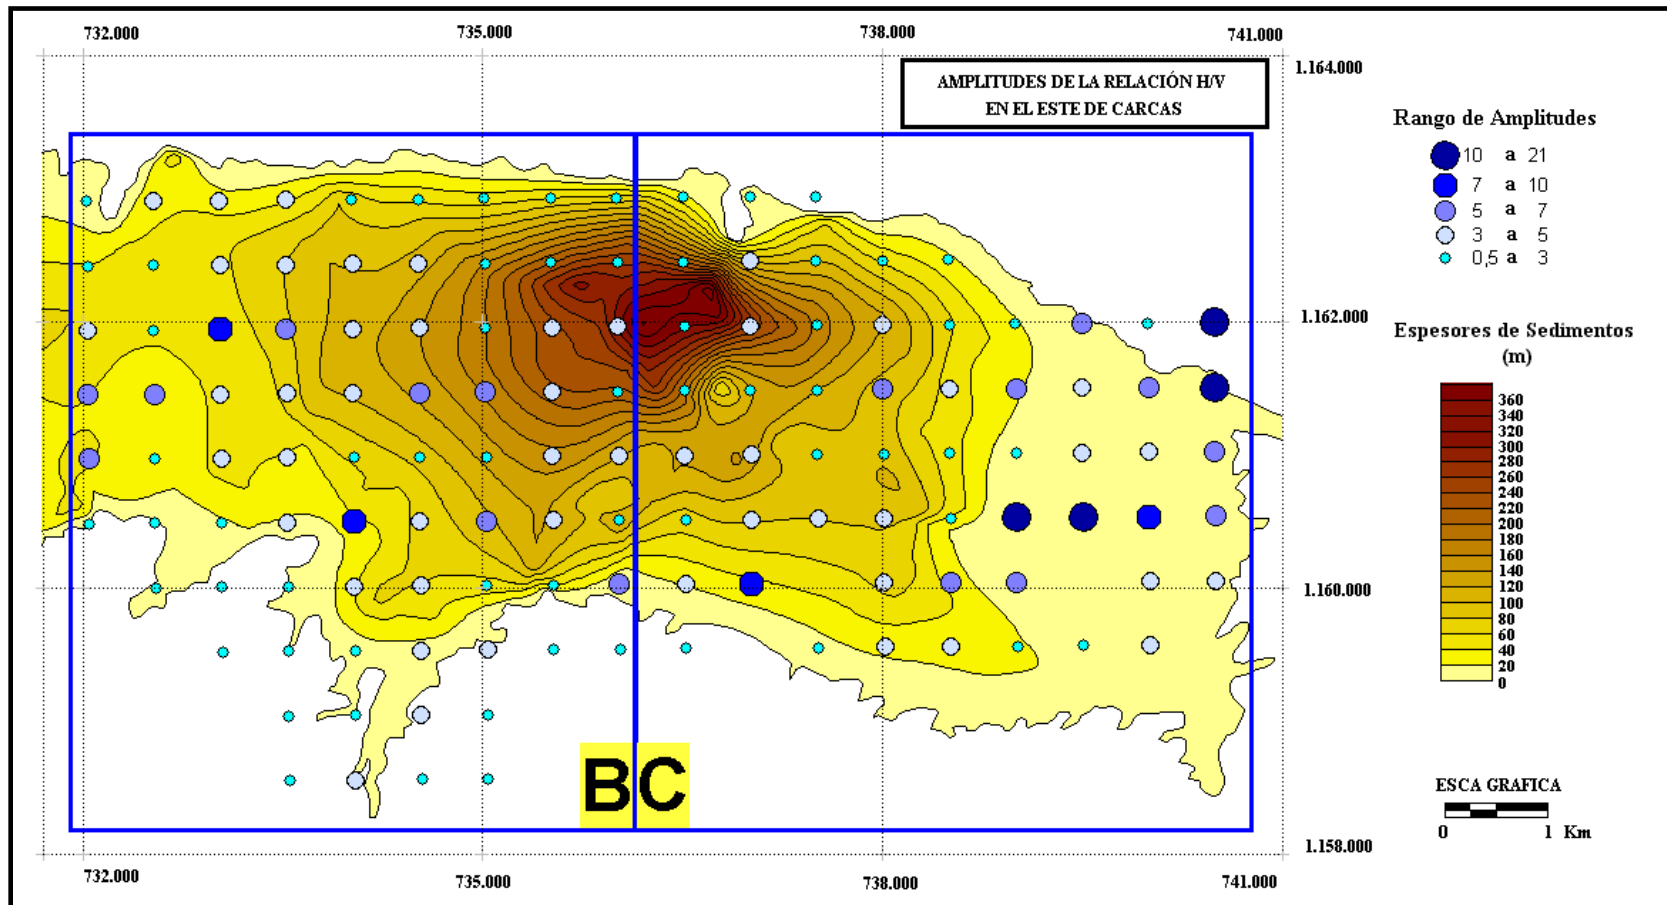 732.000 735.000 738.000 741.000
1.164.000
AMPLITUDES DE LA RELACIÓN H/V
EN EL ESTE DE CARCAS
Rango de Amplitudes
10 a 21
7 a 10
5 a 7
3 a 5
0,5 a 3
1.162.000
Espesores de Sedimentos
(m)
360
340
320
300
280
260
240
220
200
180
160
140
120
100
80
60
40
20
0
1.160.000
B C
ESCA GRAFICA
0 1 Km
1.158.000
732.000 735.000 738.000 741.000